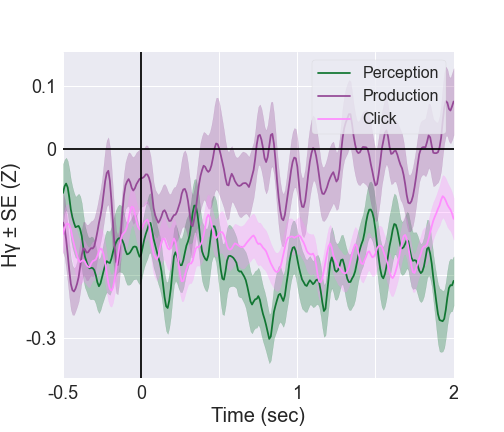 Perception
Production
Click
0.1
0
-0.3
Hγ ± SE (Z)
-0.5
0
1
2
Time (sec)